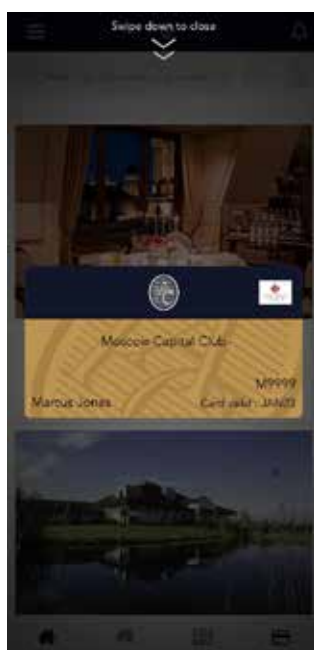 Swipe down to close
Moscow Capital Club
M9999
Marcus Jones
Card valid : JAN23